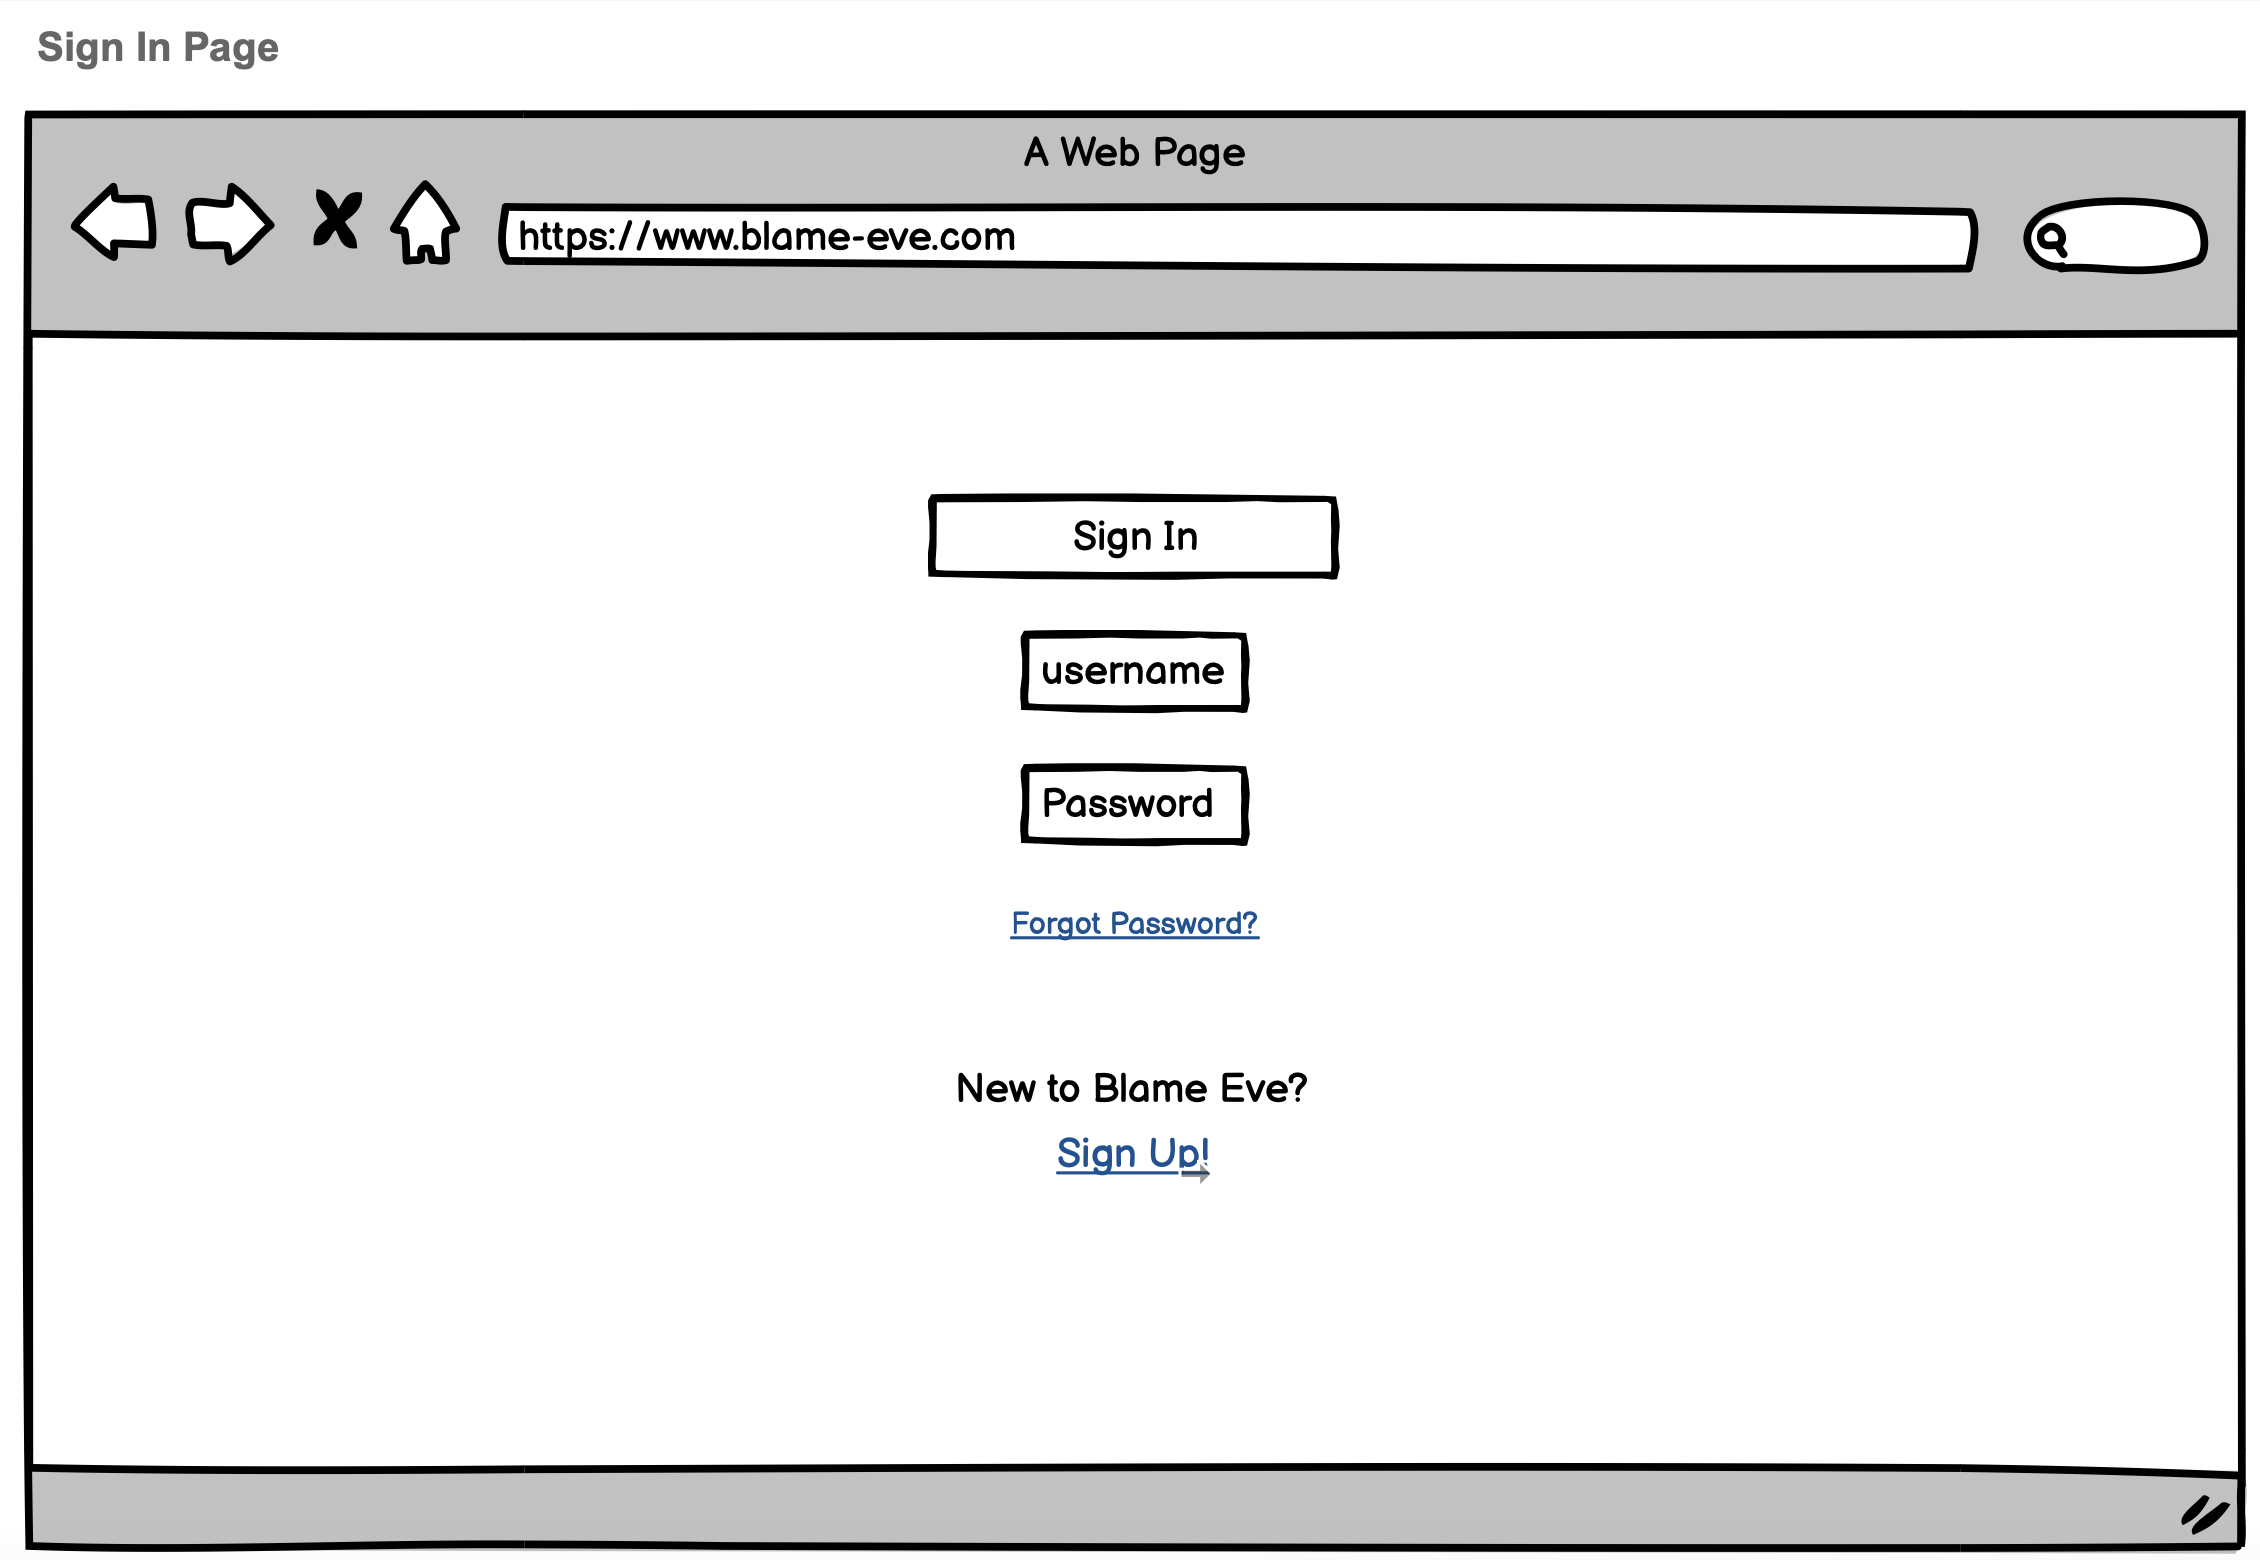 Sign In Page
A Web Page
https://www.blame-eve.com
Sign In
username
Password
Forgot Password?
New to Blame Eve?
Sign Up!